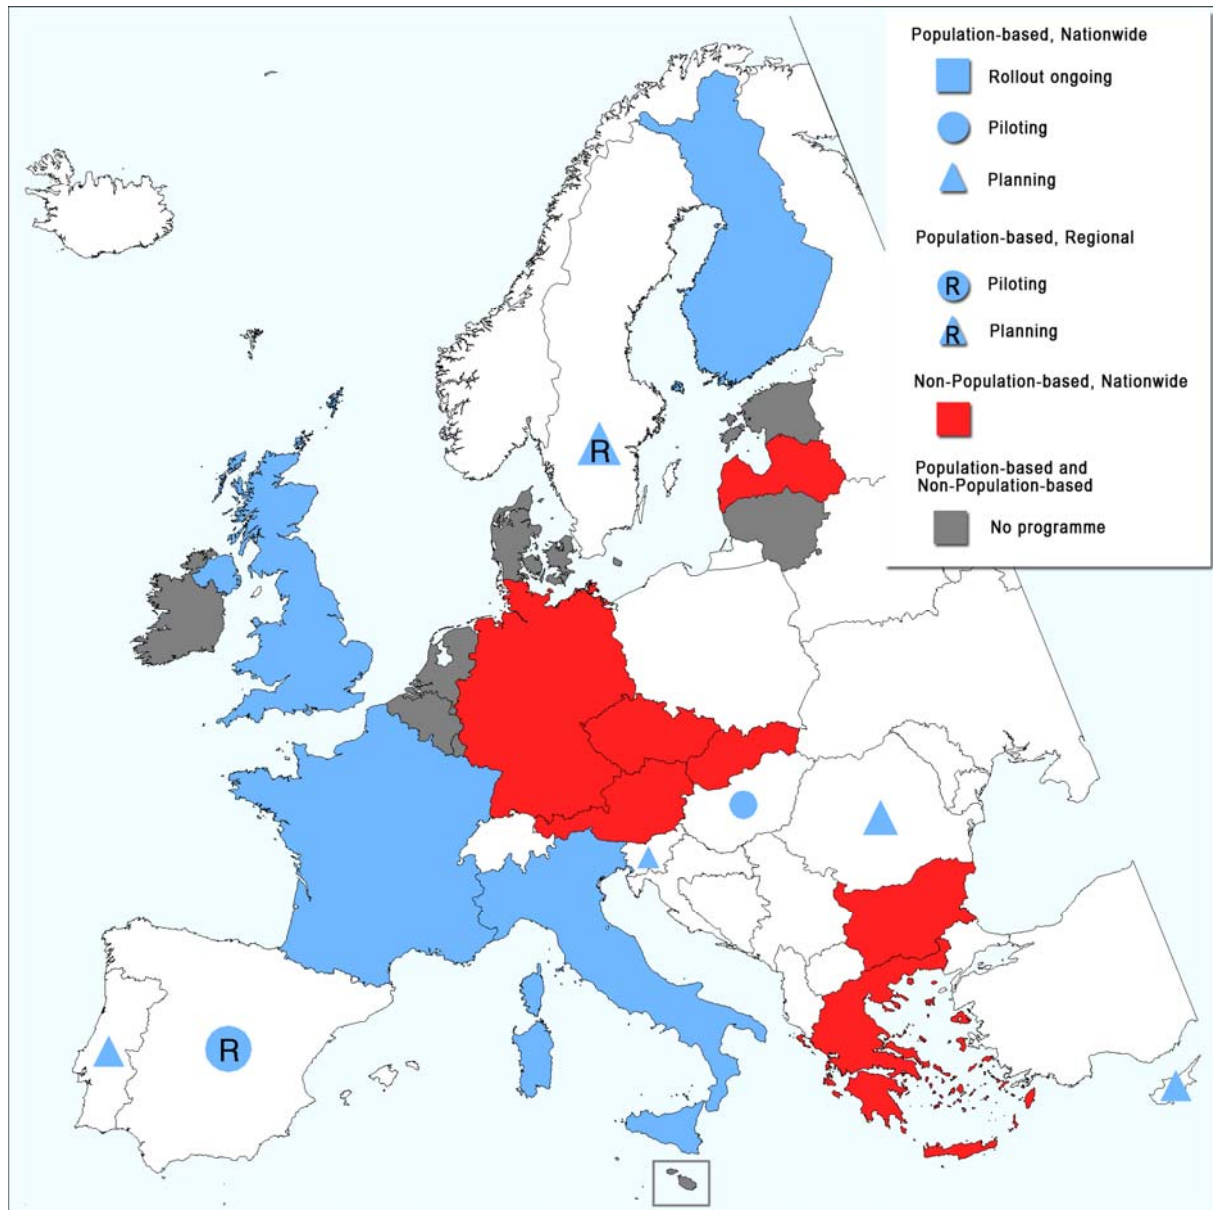 Population-based, Nationwide
Rollout ongoing
Piloting
Planning
Population-based, Regional
R Piloting
R Planning
Non-Population-based, Nationwide
Population-based and
Non-Population-based
No programme
R
R